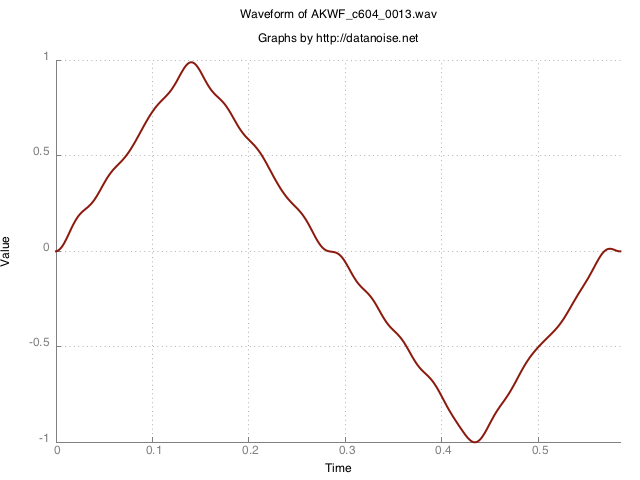 Waveform of AKWF_c604_0013.wav
Graphs by http://datanoise.net
1
0.5
0
-0.5
-1
Value
0 0.1 0.2 0.3 0.4 0.5
Time